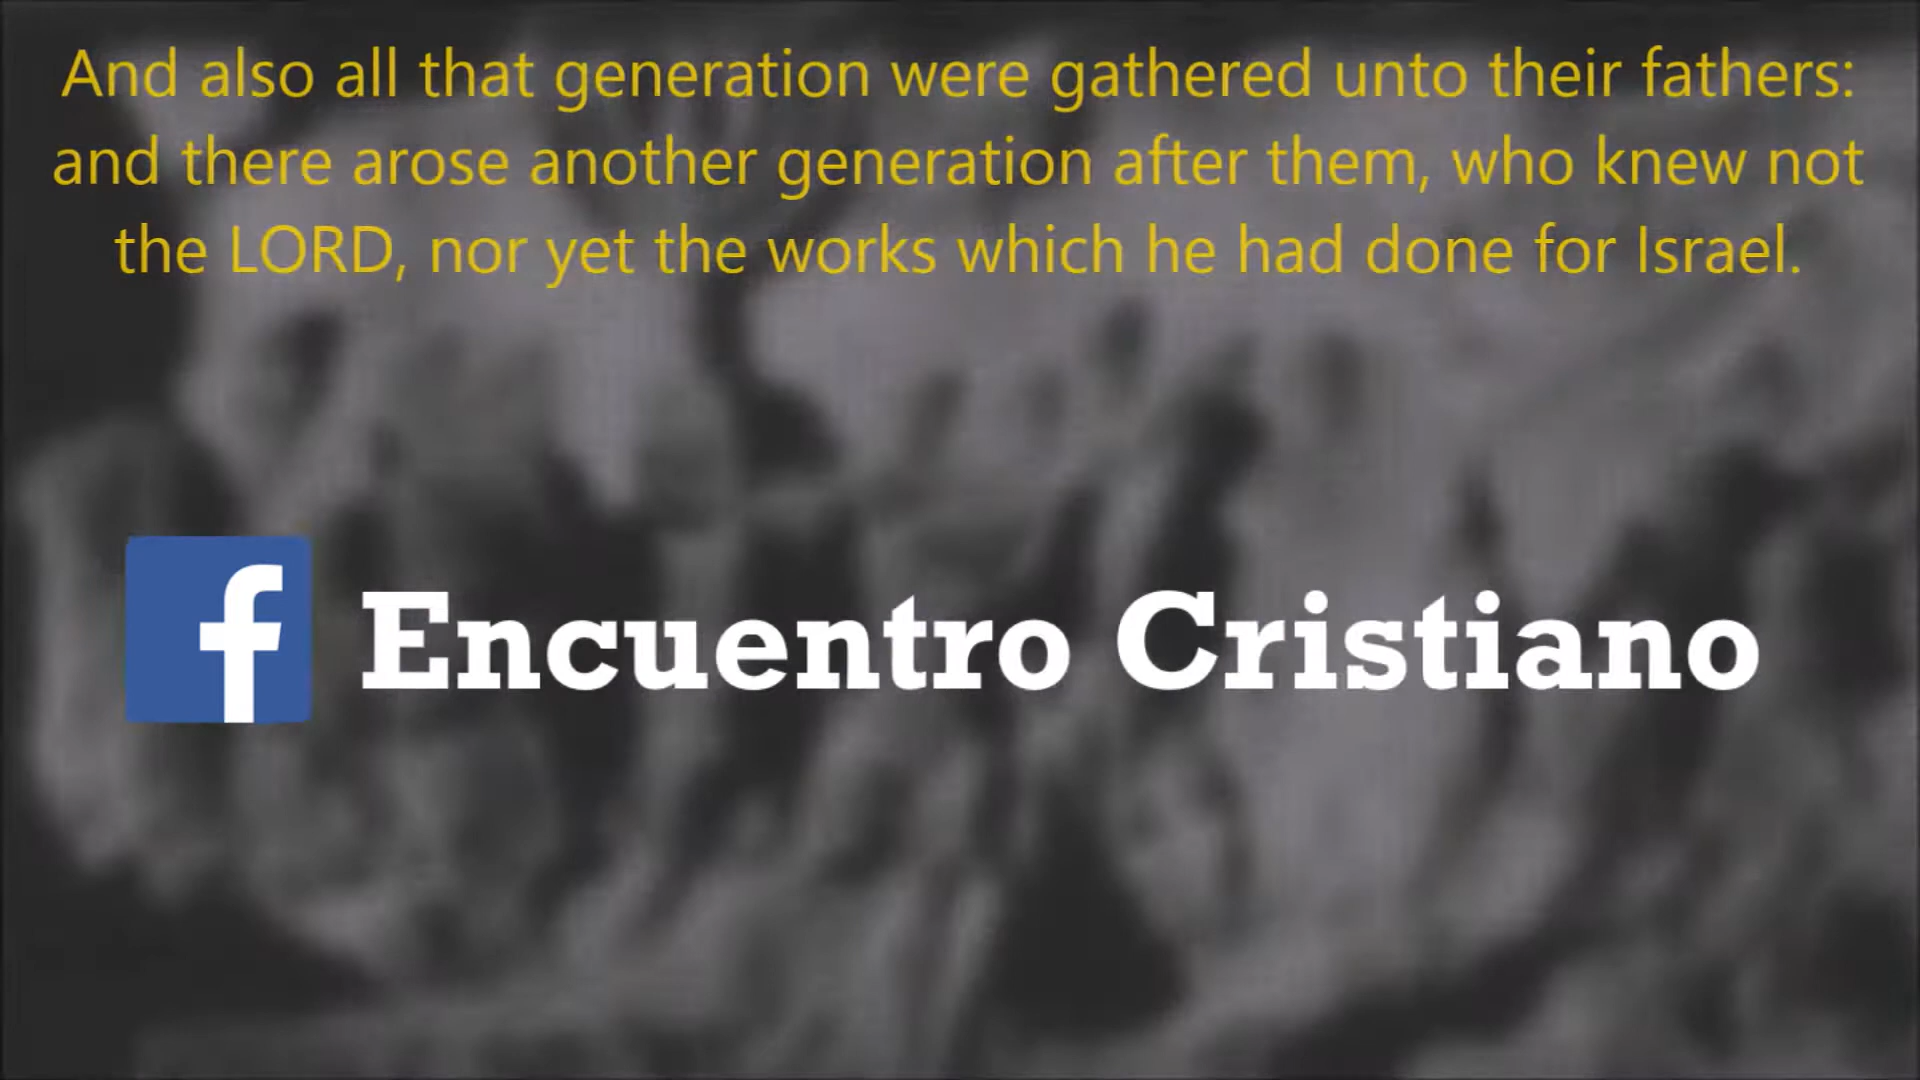 And also all that generation were gathered unto their fathers:
and there arose another generation after them, who knew not
the LORD, nor yet the works which he had done for Israel.
f Encuentro Cristiano